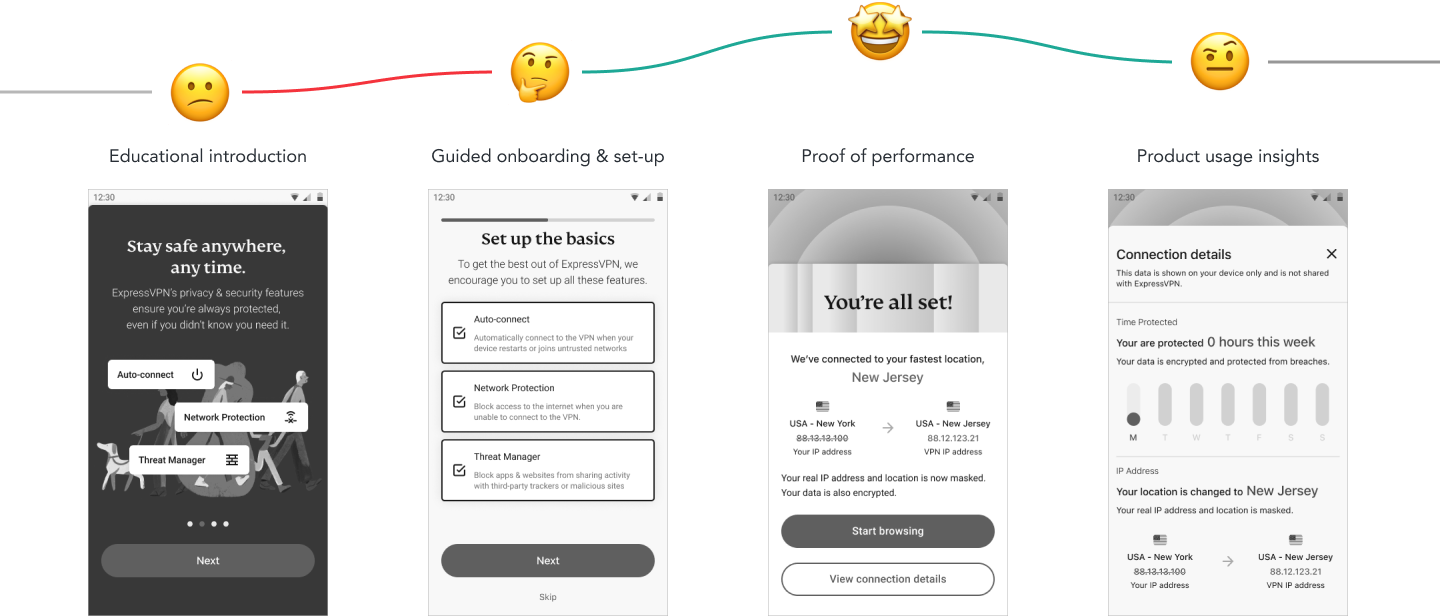 Educational introduction
Guided onboarding & set-up
Proof of performance
Product usage insights
12:30
Stay safe anywhere,
any time.
ExpressVPN's privacy & security features
ensure you're always protected,
even if you didn't know you need it.
Auto-connect
Network Protection
Threat Manager
Next
12:30
Set up the basics
To get the best out of ExpressVPN, we
encourage you to set up all these features.
Auto-connect
Automatically connect to the VPN when your
device restarts or joins untrusted networks
Network Protection
Block access to the internet when you are
unable to connect to the VPN.
Threat Manager
Block apps & websites from sharing activity
with third-party trackers or malicious sites
Next
Skip
12:30
You're all set!
We've connected to your fastest location,
New Jersey
USA - New York
88.13.13.100
Your IP address
USA - New Jersey
88.12.123.21
VPN IP address
Your real IP address and location is now masked.
Your data is also encrypted.
Start browsing
View connection details
12:30
Connection details
This data is shown on your device only and is not shared
with ExpressVPN.
Time Protected
Your are protected 0 hours this week
Your data is encrypted and protected from breaches.
M T W T F S S
IP Address
Your location is changed to New Jersey
Your real IP address and location is masked.
USA - New York
88.13.13.100
Your IP address
USA - New Jersey
88.12.123.21
VPN IP address